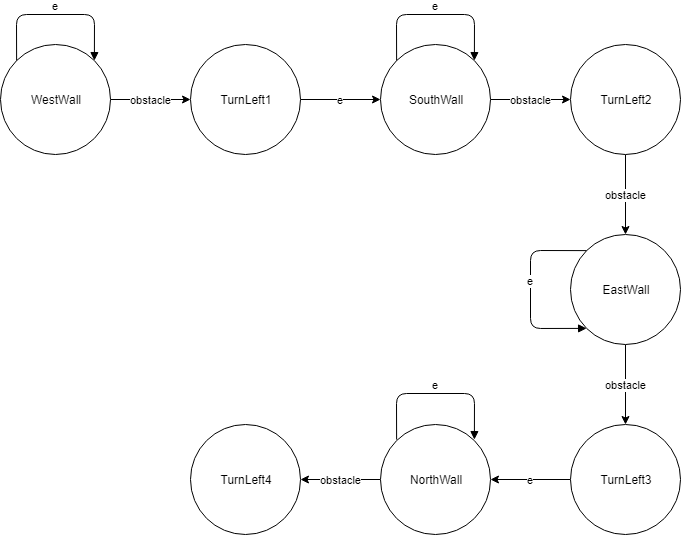 e
e
WestWall
obstacle
TurnLeft1
e
SouthWall
obstacle
TurnLeft2
obstacle
e
EastWall
obstacle
e
TurnLeft4
obstacle
NorthWall
e
TurnLeft3